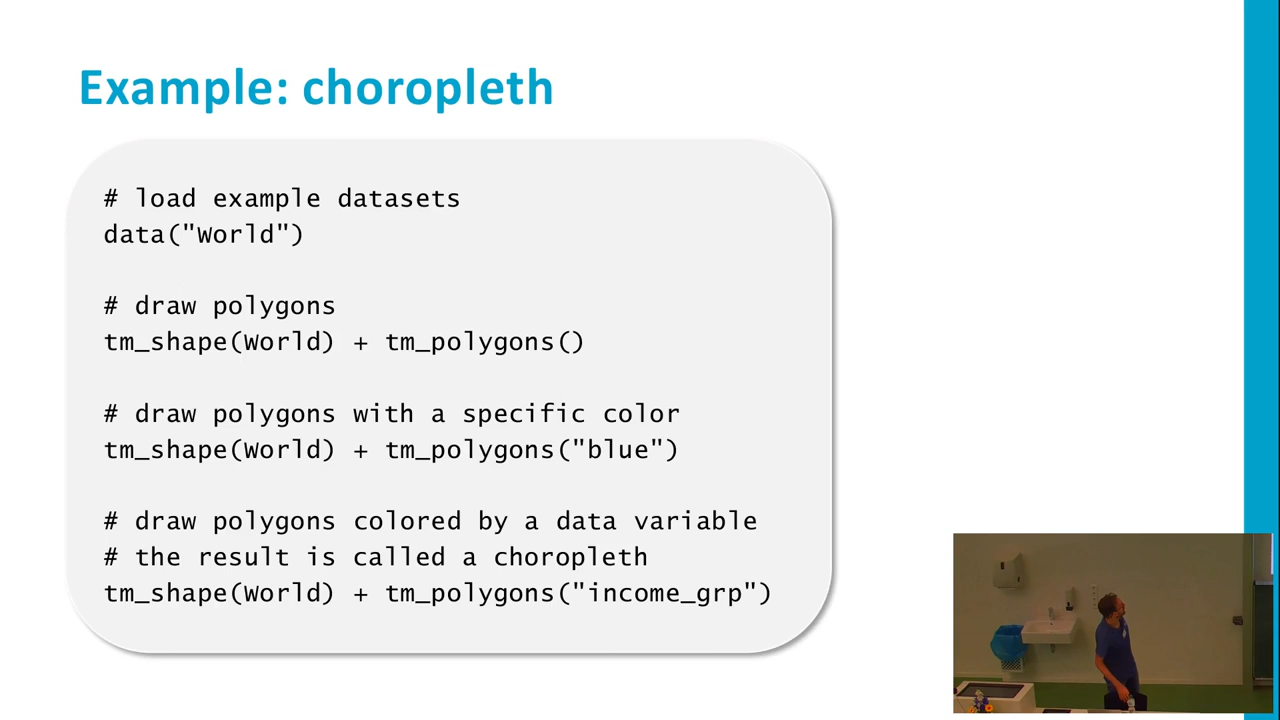 Example: choropleth
# load example datasets
data("World")
# draw polygons
tm_shape(World) + tm_polygons()
# draw polygons with a specific color
tm_shape(World) + tm_polygons("blue")
# draw polygons colored by a data variable
# the result is called a choropleth
tm_shape(World) + tm_polygons("income_grp")